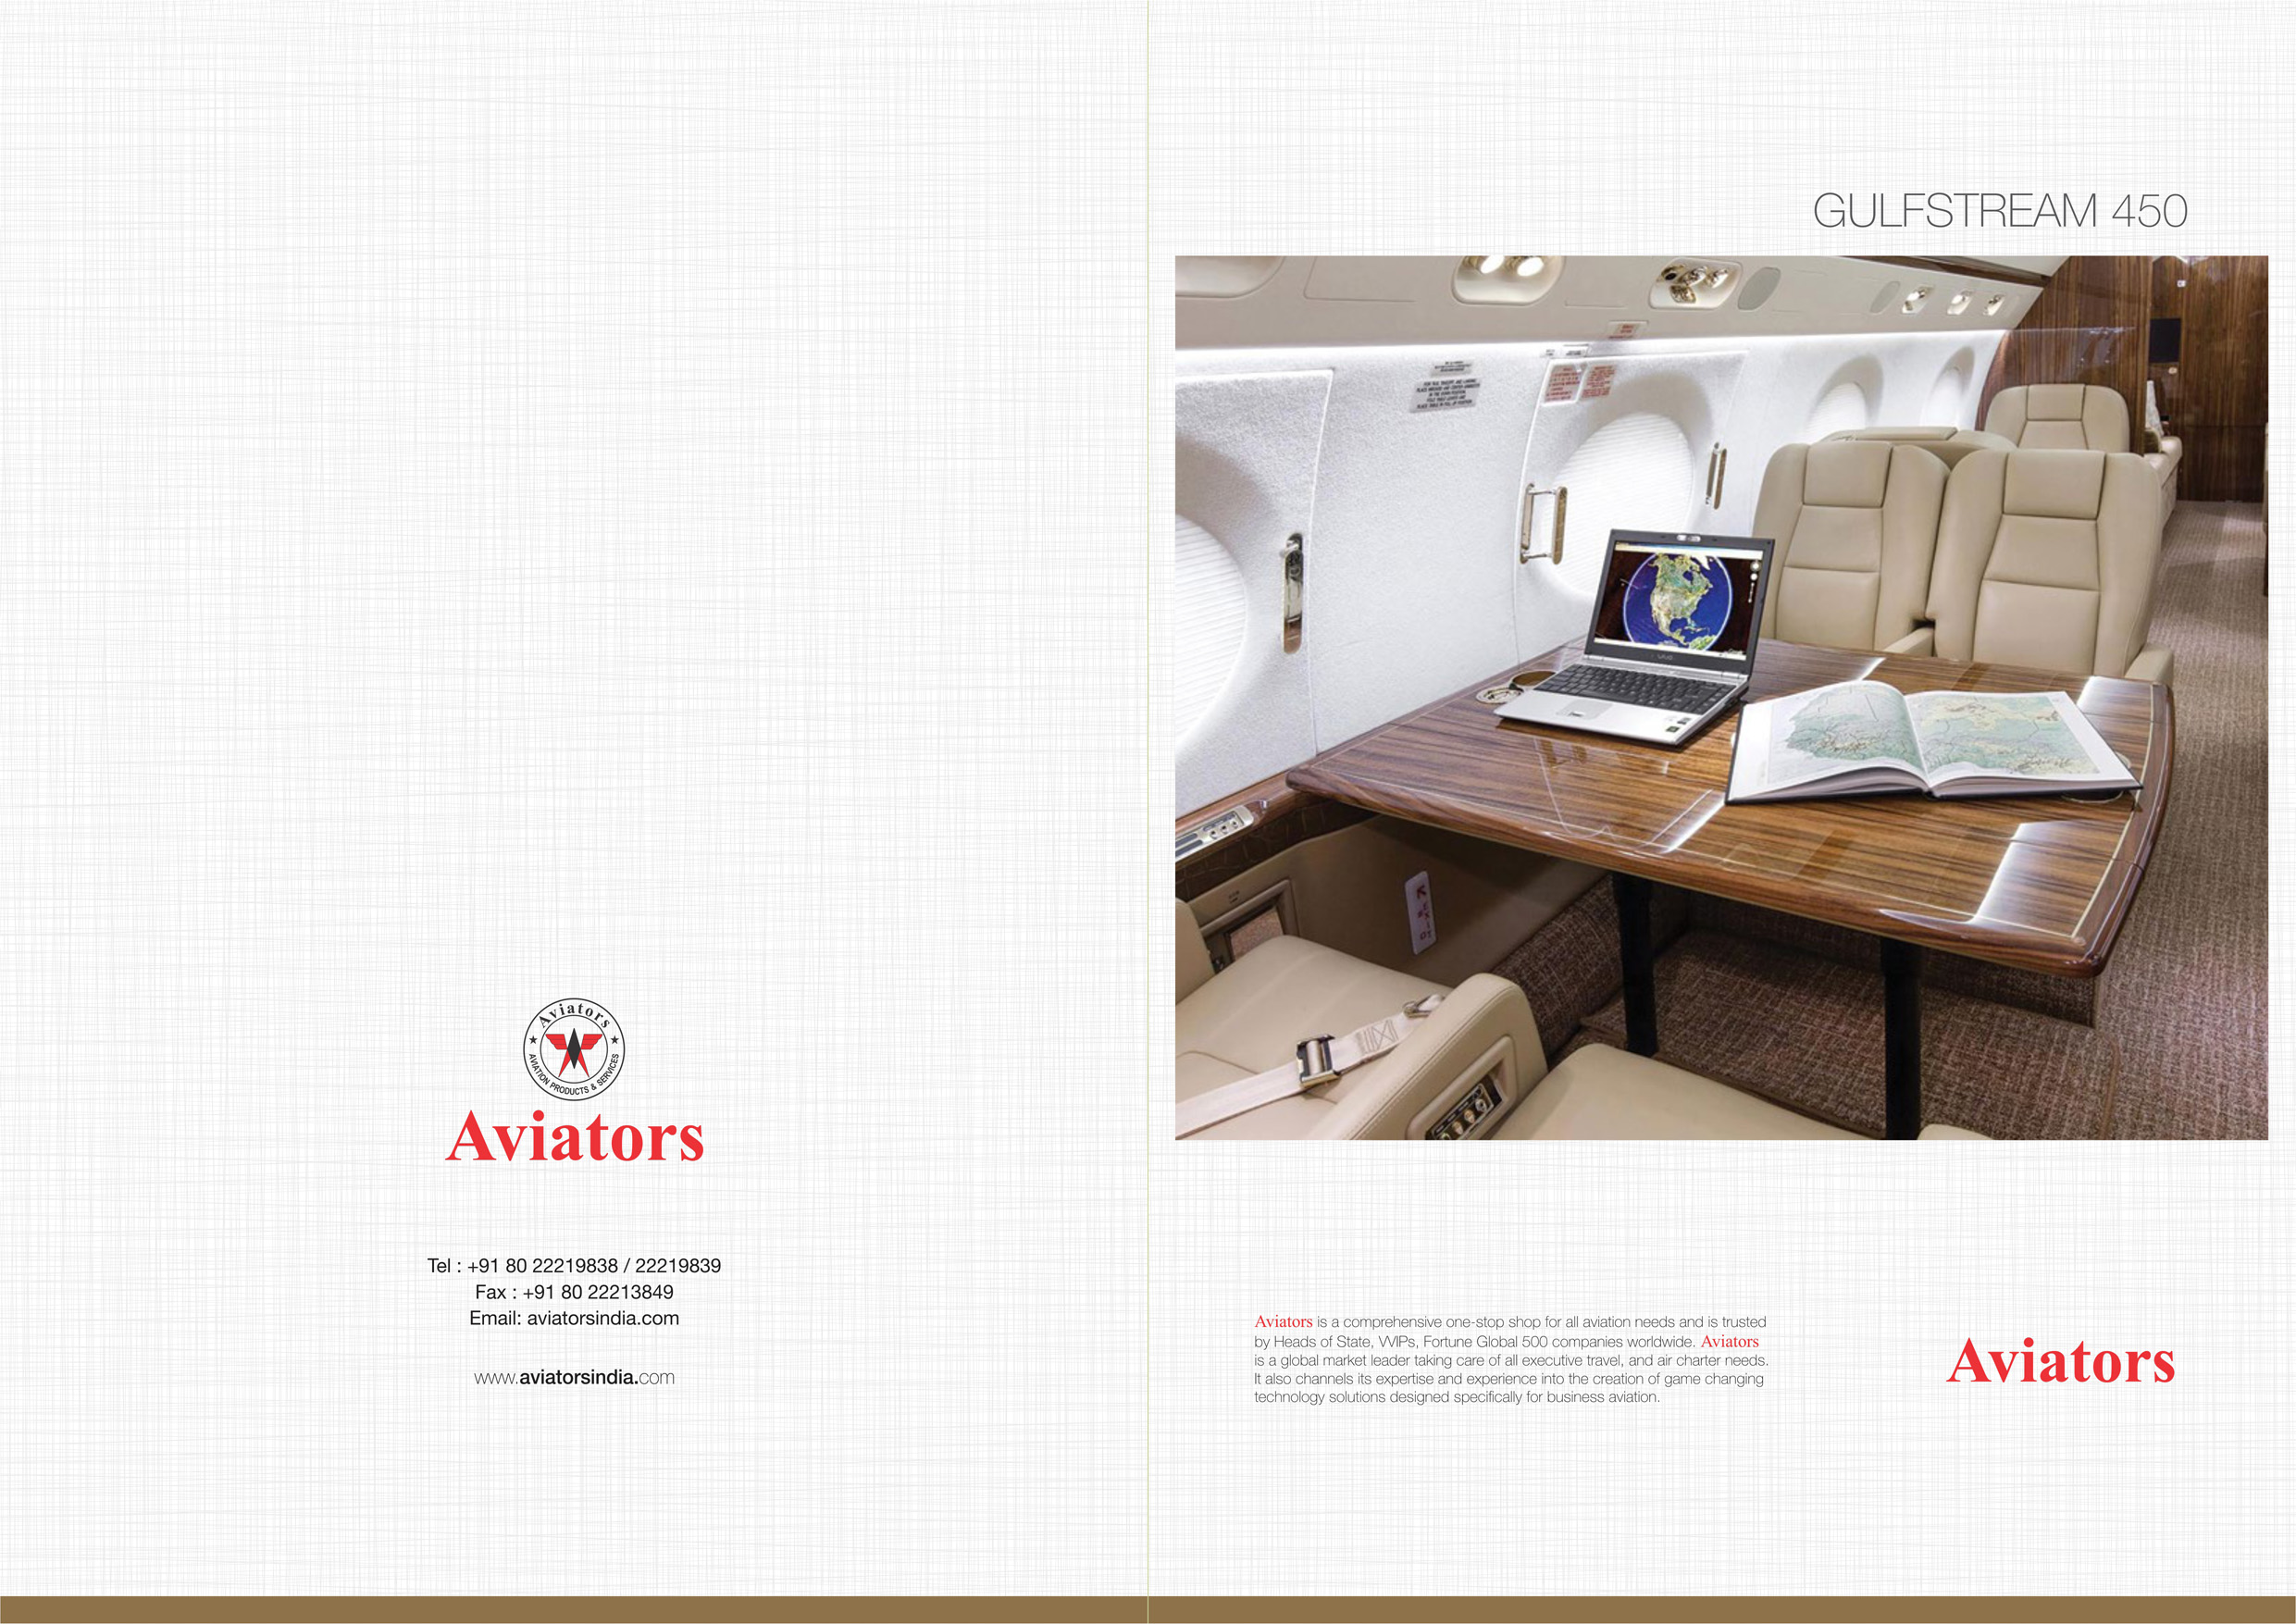 Aviators
AVIATION PRODUCTS & SERVICES
Aviators
Tel : +91 80 22219838 / 22219839
Fax : +91 80 22213849
Email: aviatorsindia.com
www.aviatorsindia.com
GULFSTREAM 450
EXIT
Aviators is a comprehensive one-stop shop for all aviation needs and is trusted
by Heads of State, VVIPs, Fortune Global 500 companies worldwide. Aviators
is a global market leader taking care of all executive travel, and air charter needs.
It also channels its expertise and experience into the creation of game changing
technology solutions designed specifically for business aviation.
Aviators